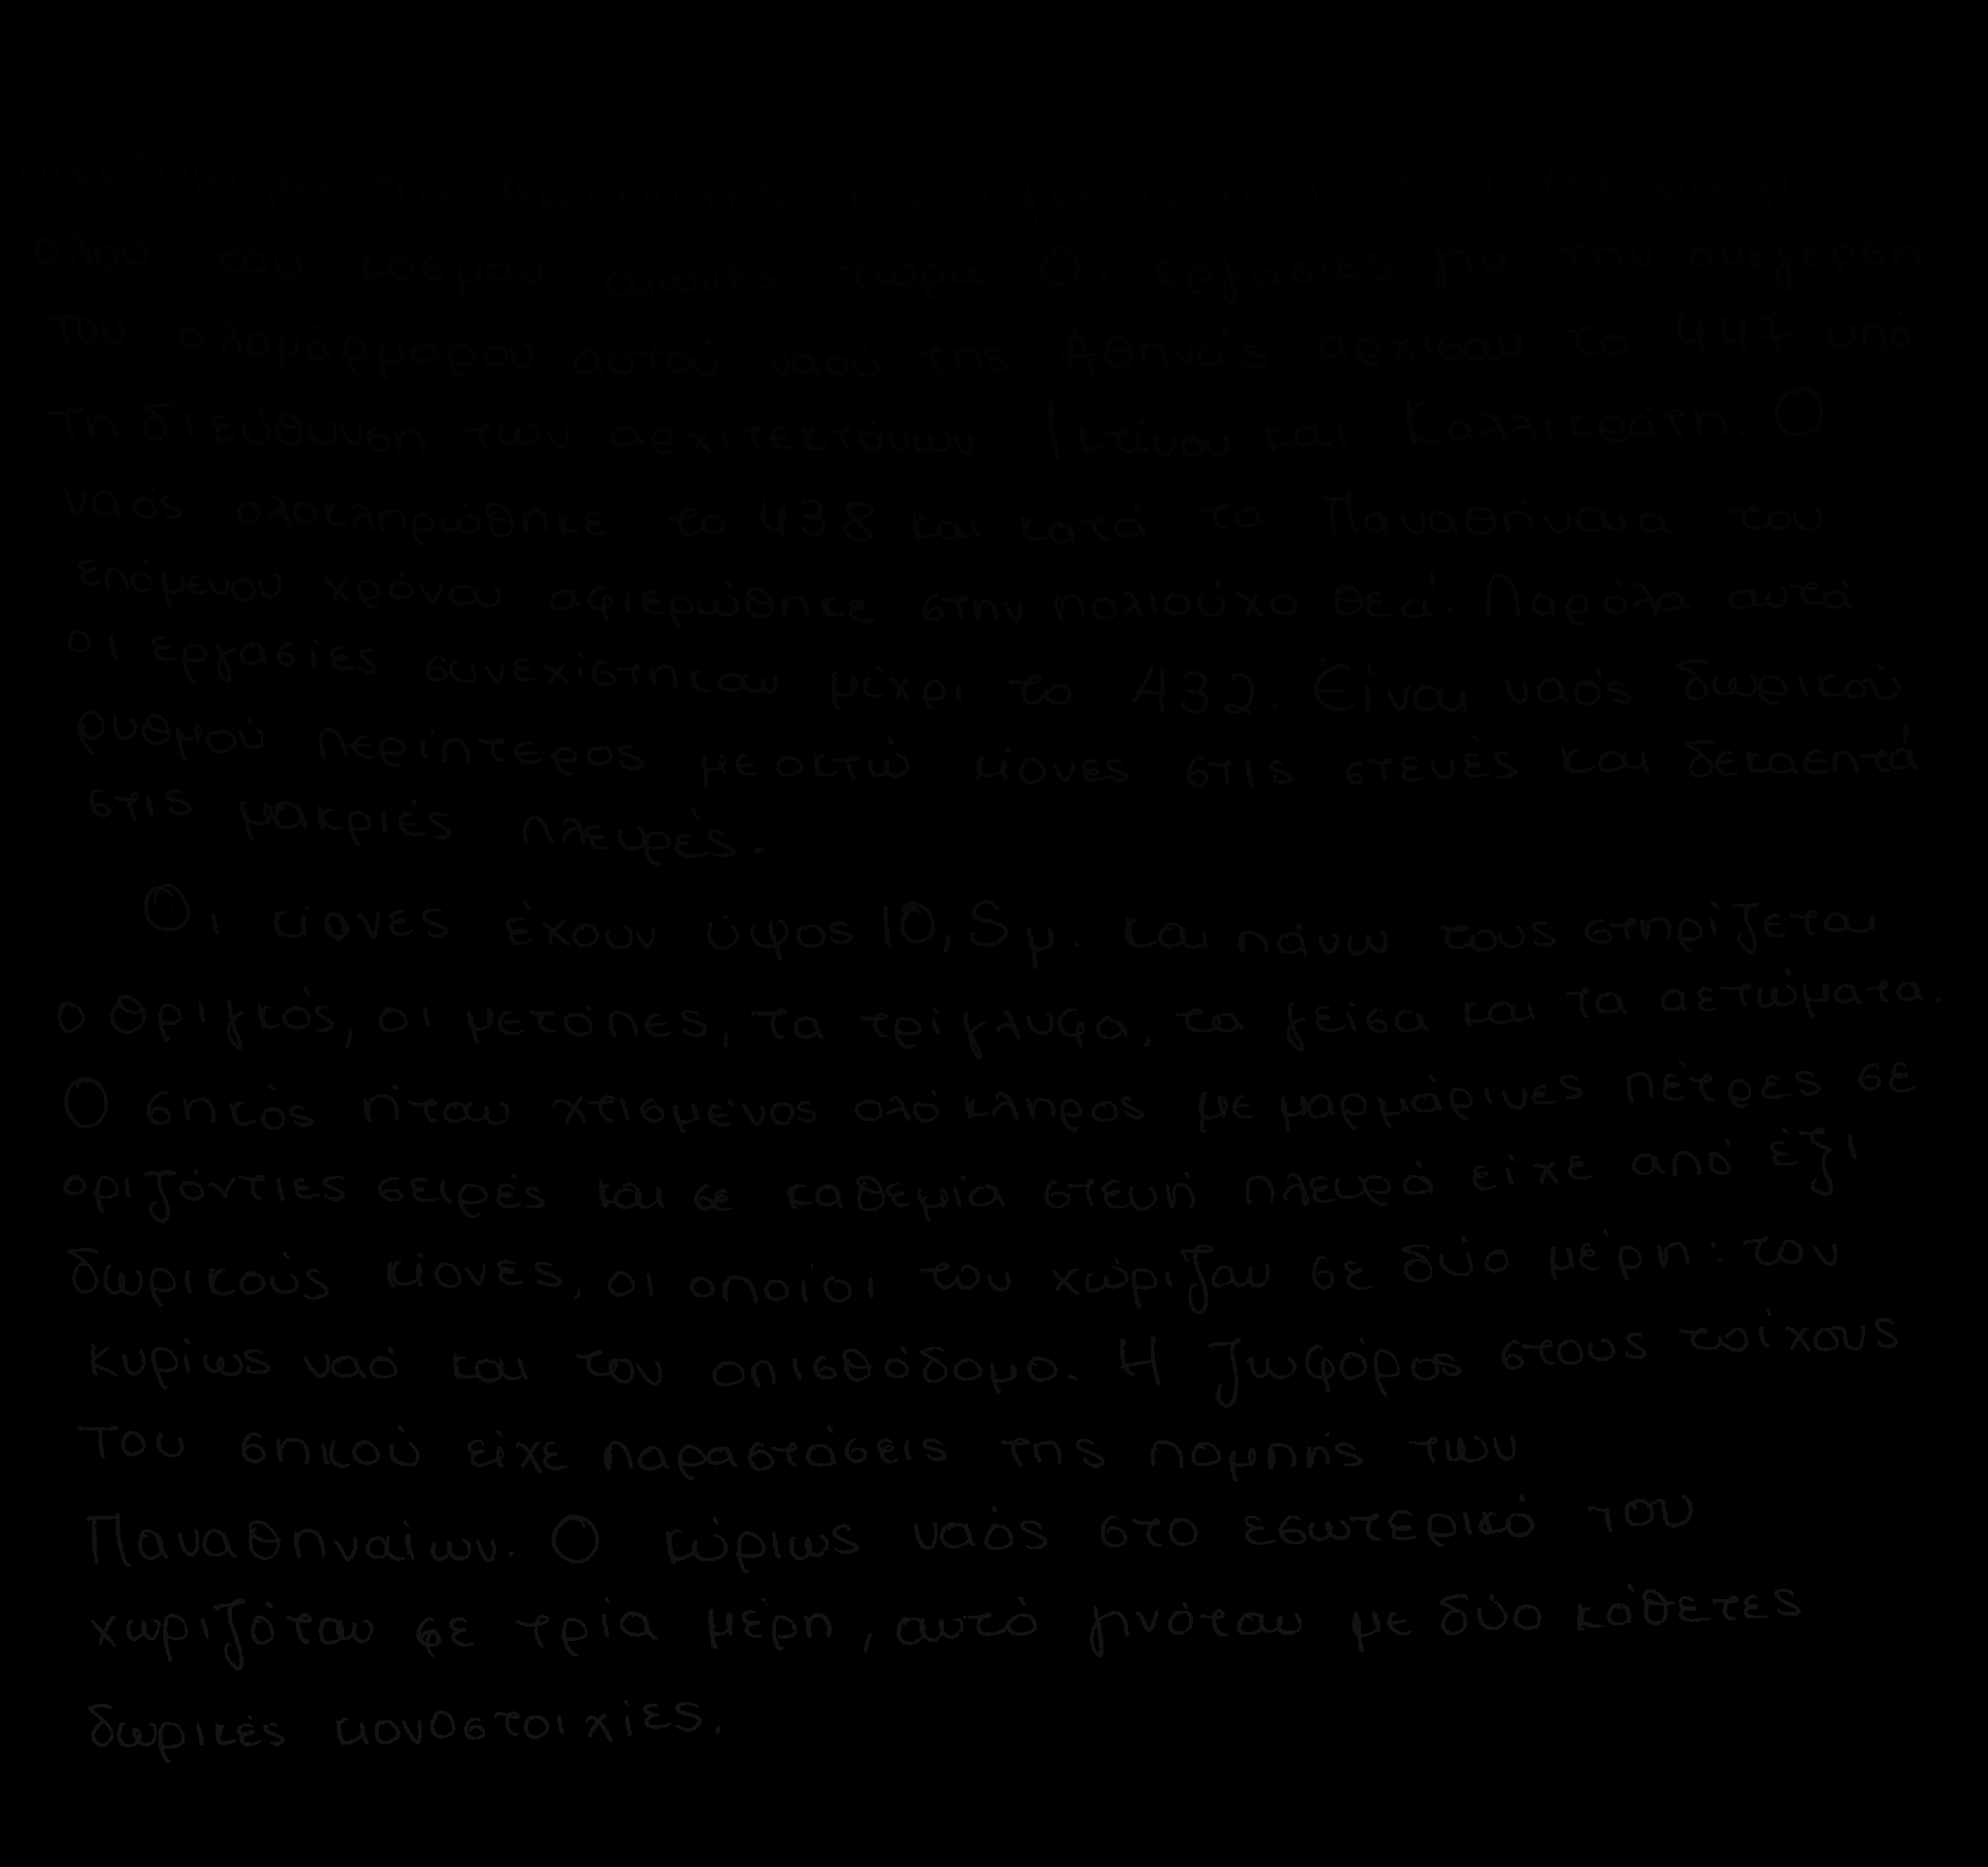 οικοδόμημα της Ακρόπολης και συγκεντρώνει τον θαυμασμό
όλου του κόσμου αιώνες τώρα. Οι εργασίες για την ανέγερση
του ολομάρμαρου αυτού ναού της Αθηνάς άρχισαν το 447 υπό
τη διεύθυνση των αρχιτεκτόνων Ικτίνου και Καλλικράτη. Ο
ναός ολοκληρώθηκε το 438 και κατά τα Παναθήναια του
επόμενου χρόνου αφιερώθηκε στην πολιούχο θεά. Παρόλα αυτά
οι εργασίες συνεχίστηκαν μέχρι το 432. Είναι ναός δωρικού
ρυθμού περίπτερος με οκτώ κίονες στις στενές και δεκαεπτά
στις μακριές πλευρές.
Οι κίονες έχουν ύψος 10,5 μ. και πάνω τους στηρίζεται
ο θριγκός, οι μετόπες, τα τρίγλυφα, τα γείσα και τα αετώματα.
Ο σηκός ήταν χτισμένος ολόκληρος με μαρμάρινες πέτρες σε
οριζόντιες σειρές και σε καθεμία στενή πλευρά είχε από έξι
δωρικούς κίονες, οι οποίοι τον χώριζαν σε δύο μέρη: τον
κυρίως ναό και τον οπισθόδομο. Η ζωφόρος στους τοίχους
του σηκού είχε παραστάσεις της πομπής των
Παναθηναίων. Ο κύριως ναός στο εσωτερικό του
χωριζόταν σε τρία μέρη, αυτό γινόταν με δύο κάθετες
δωρικές κιονοστοιχίες.